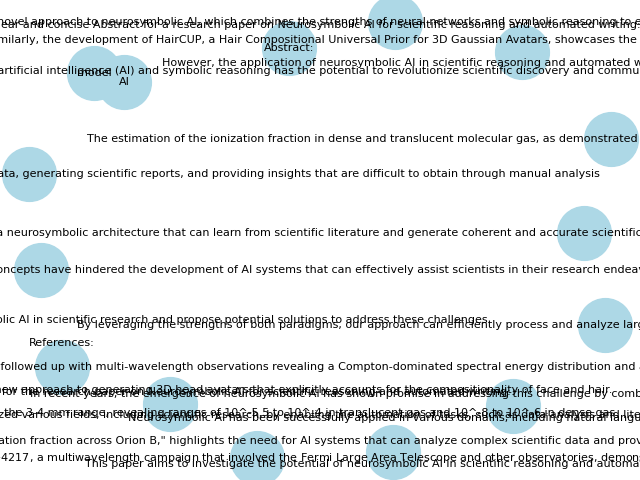 novel approach to neurosymbolic AI, which combines the strengths of neural networks and symbolic reasoning to
ear and concise Abstract for a research paper on Neurosymbolic AI for scientific reasoning and automated writing.
milarly, the development of HairCUP, a Hair Compositional Universal Prior for 3D Gaussian Avatars, showcases the
Abstract:
However, the application of neurosymbolic AI in scientific reasoning and automated w
artificial intelligence (AI) and symbolic reasoning has the potential to revolutionize scientific discovery and commu
model
AI
The estimation of the ionization fraction in dense and translucent molecular gas, as demonstrated
ata, generating scientific reports, and providing insights that are difficult to obtain through manual analysis
a neurosymbolic architecture that can learn from scientific literature and generate coherent and accurate scientific
oncepts have hindered the development of AI systems that can effectively assist scientists in their research endeav
olic AI in scientific research and propose potential solutions to address these challenges.
By leveraging the strengths of both paradigms, our approach can efficiently process and analyze larg
References:
followed up with multi-wavelength observations revealing a Compton-dominated spectral energy distribution and a
new approach to generating 3D head avatars that explicitly accounts for the compositionality of face and hair.
In recent years, the emergence of neurosymbolic AI has shown promise in addressing this challenge by comb
the 3-4 mm range, revealing ranges of 10^-5.5 to 10^-4 in translucent gas and 10^-8 to 10^-6 in dense gas.
Neurosymbolic AI has been successfully applied in various domains, including natural langu
ation fraction across Orion B," highlights the need for AI systems that can analyze complex scientific data and prov
4217, a multiwavelength campaign that involved the Fermi Large Area Telescope and other observatories, demons
This paper aims to investigate the potential of neurosymbolic AI in scientific reasoning and automa